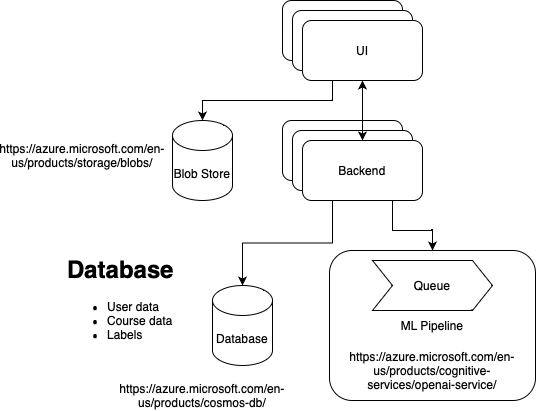 UI
https://azure.microsoft.com/en-
us/products/storage/blobs/
Blob Store
Backend
Database
• User data
• Course data
• Labels
Database
https://azure.microsoft.com/en-
us/products/cosmos-db/
Queue
ML Pipeline
https://azure.microsoft.com/en-
us/products/cognitive-
services/openai-service/